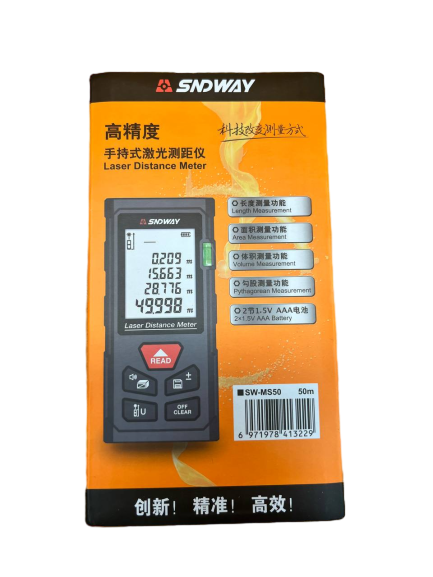 SNDWAY
高精度
科技改变测量方式
手持式激光测距仪
Laser Distance Meter
SNDWAY
0.209 m
15.663 m
28.776 m
49.998 m
Laser Distance Meter
READ
±
U
OFF
CLEAR
长度测量功能
Length Measurement
面积测量功能
Area Measurement
体积测量功能
Volume Measurement
勾股测量功能
Pythagorean Measurement
2节1.5V AAA电池
2×1.5V AAA Battery
■SW-MS50 50m
6 971978 413229
创新! 精准! 高效!